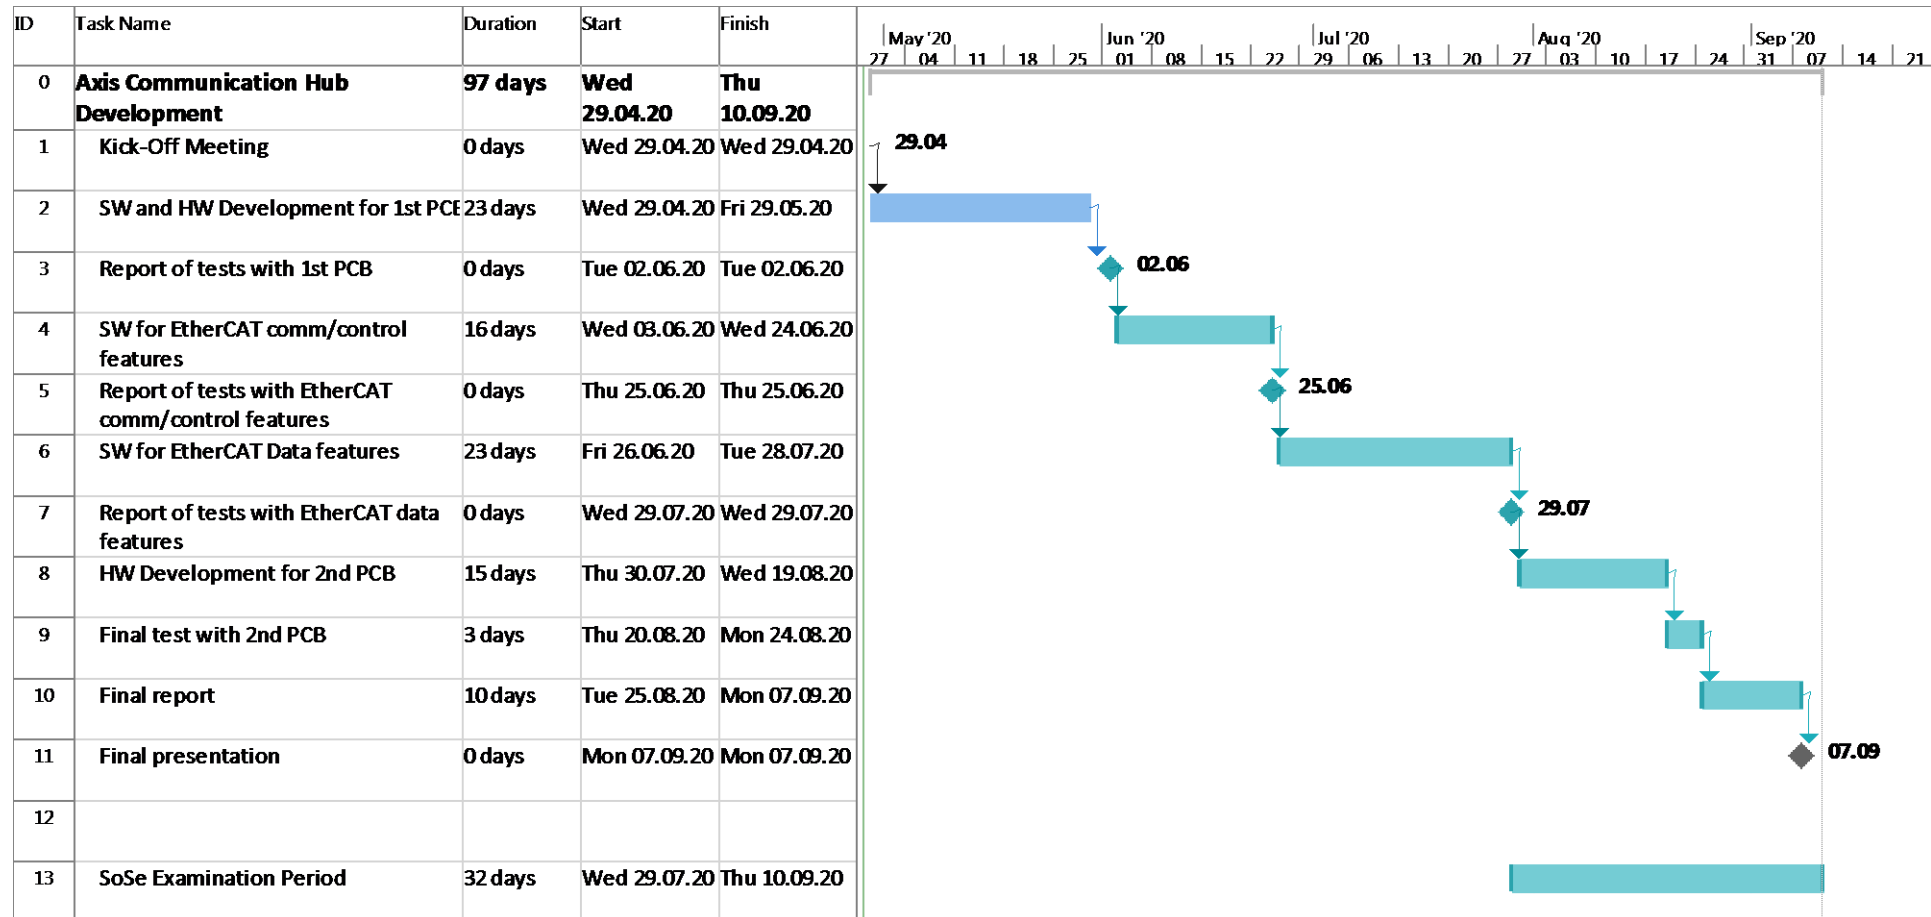 ID Task Name Duration Start Finish
May '20 Jun '20 Jul '20 Aug '20 Sep '20
27 04 11 18 25 01 08 15 22 29 06 13 20 27 03 10 17 24 31 07 14 21
0 Axis Communication Hub 97 days Wed Thu
Development 29.04.20 10.09.20
1 Kick-Off Meeting 0 days Wed 29.04.20 Wed 29.04.20 29.04
2 SW and HW Development for 1st PCB 23 days Wed 29.04.20 Fri 29.05.20
3 Report of tests with 1st PCB 0 days Tue 02.06.20 Tue 02.06.20 02.06
4 SW for EtherCAT comm/control 16 days Wed 03.06.20 Wed 24.06.20
features
5 Report of tests with EtherCAT 0 days Thu 25.06.20 Thu 25.06.20 25.06
comm/control features
6 SW for EtherCAT Data features 23 days Fri 26.06.20 Tue 28.07.20
7 Report of tests with EtherCAT data 0 days Wed 29.07.20 Wed 29.07.20 29.07
features
8 HW Development for 2nd PCB 15 days Thu 30.07.20 Wed 19.08.20
9 Final test with 2nd PCB 3 days Thu 20.08.20 Mon 24.08.20
10 Final report 10 days Tue 25.08.20 Mon 07.09.20
11 Final presentation 0 days Mon 07.09.20 Mon 07.09.20 07.09
12
13 SoSe Examination Period 32 days Wed 29.07.20 Thu 10.09.20